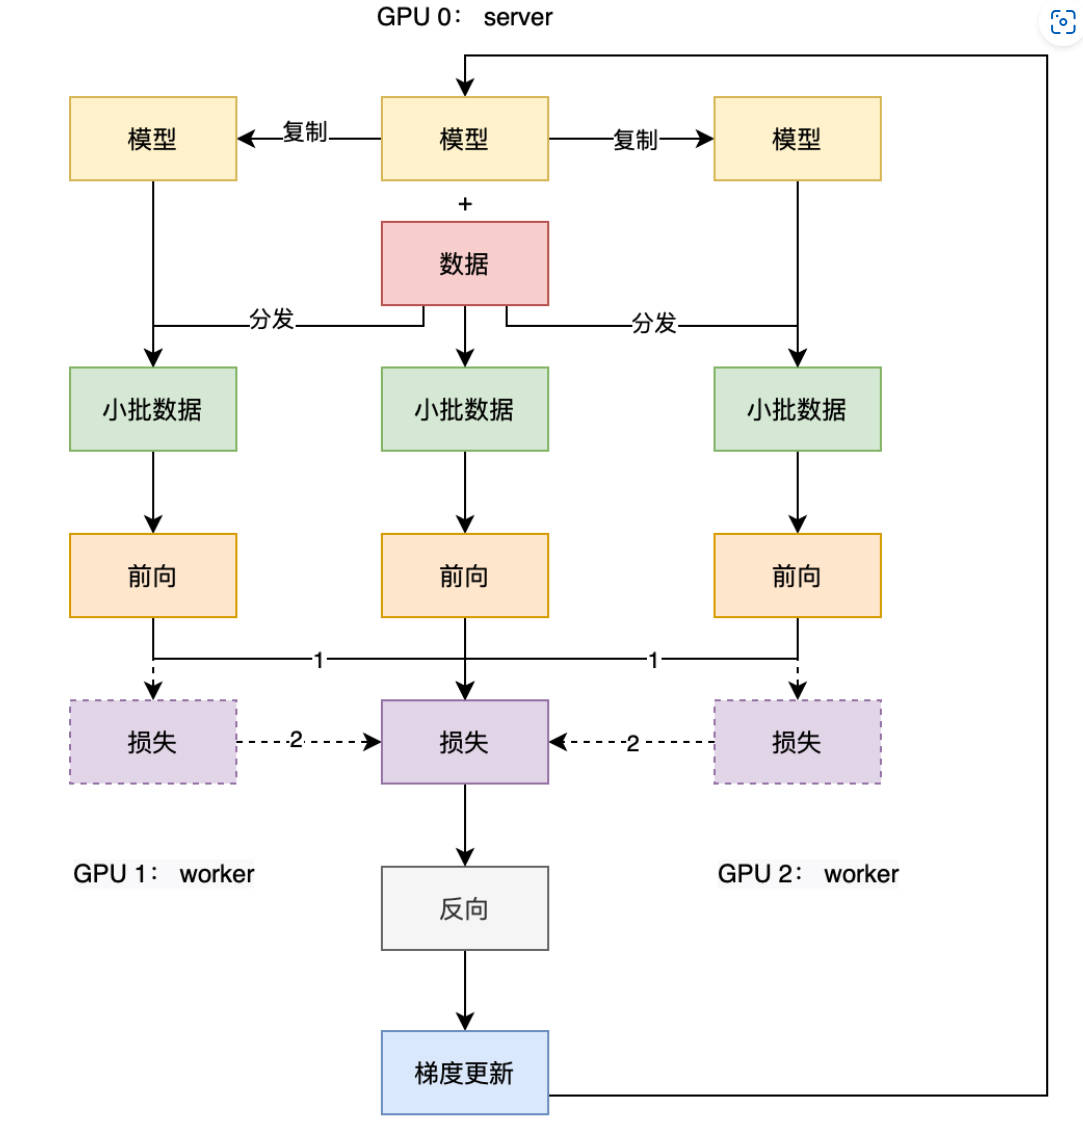 GPU 0： server
模型
复制
模型
复制
模型
+
数据
分发
分发
小批数据
小批数据
小批数据
前向
前向
前向
1
1
损失
2
损失
2
损失
GPU 1： worker
GPU 2： worker
反向
梯度更新